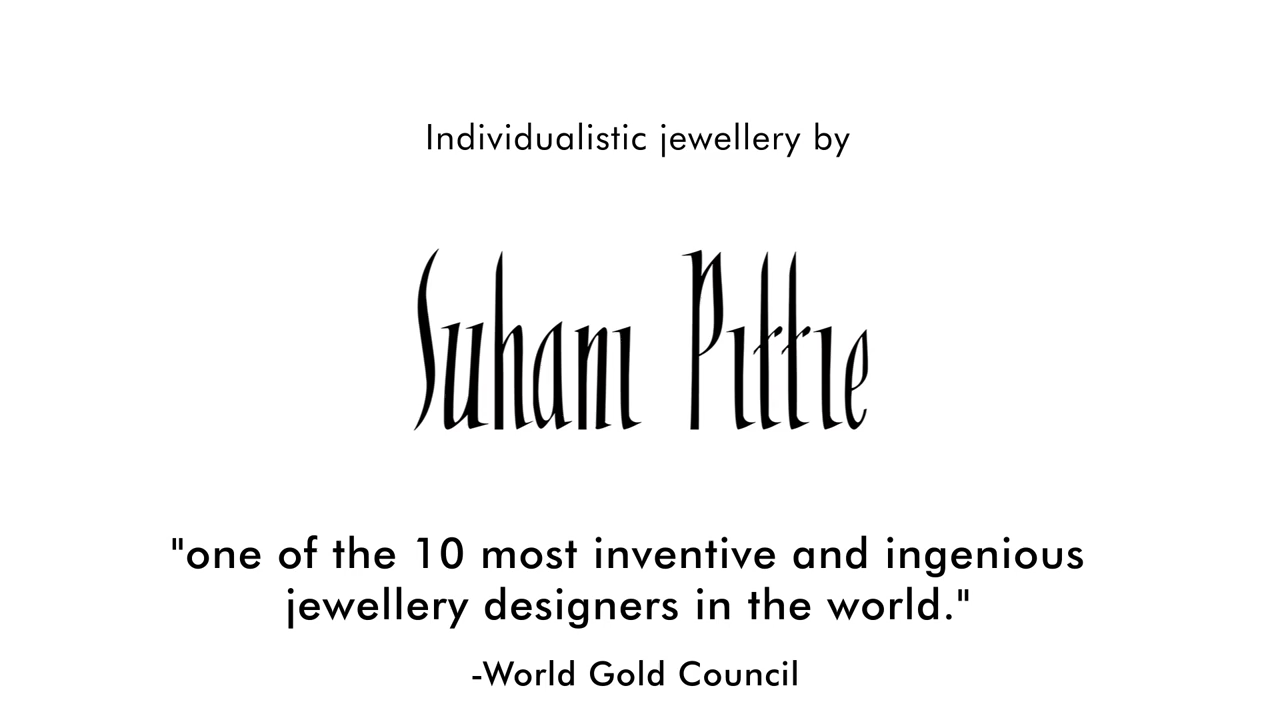 Individualistic jewellery by
Suhani Pittie
"one of the 10 most inventive and ingenious
jewellery designers in the world."
-World Gold Council